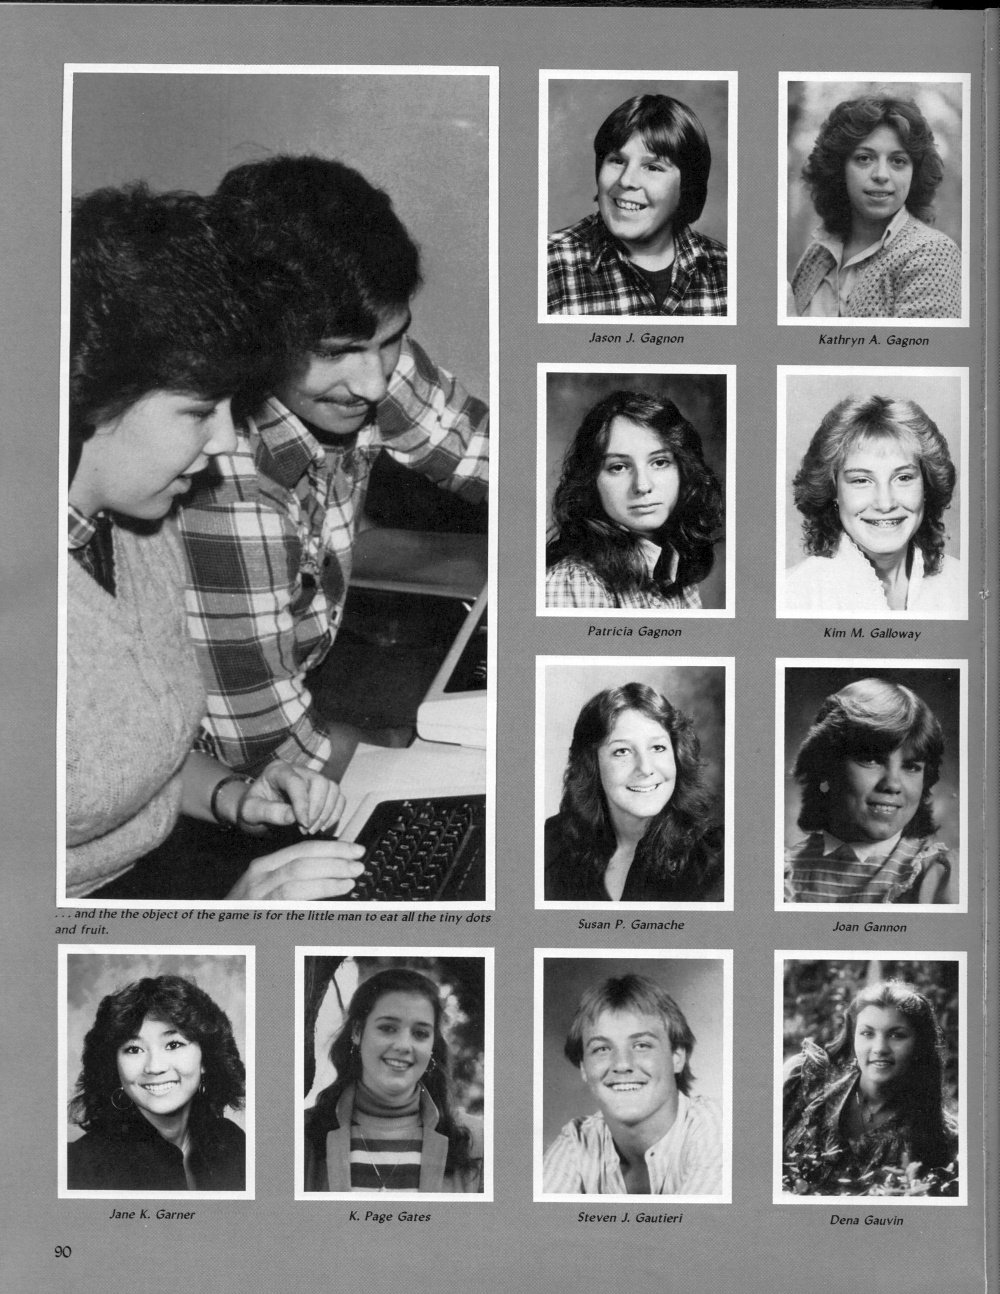 Jason J. Gagnon
Kathryn A. Gagnon
Patricia Gagnon
Kim M. Galloway
. . . and the the object of the game is for the little man to eat all the tiny dots
and fruit.
Susan P. Gamache
Joan Gannon
Jane K. Garner
K. Page Gates
Steven J. Gautieri
Dena Gauvin
90